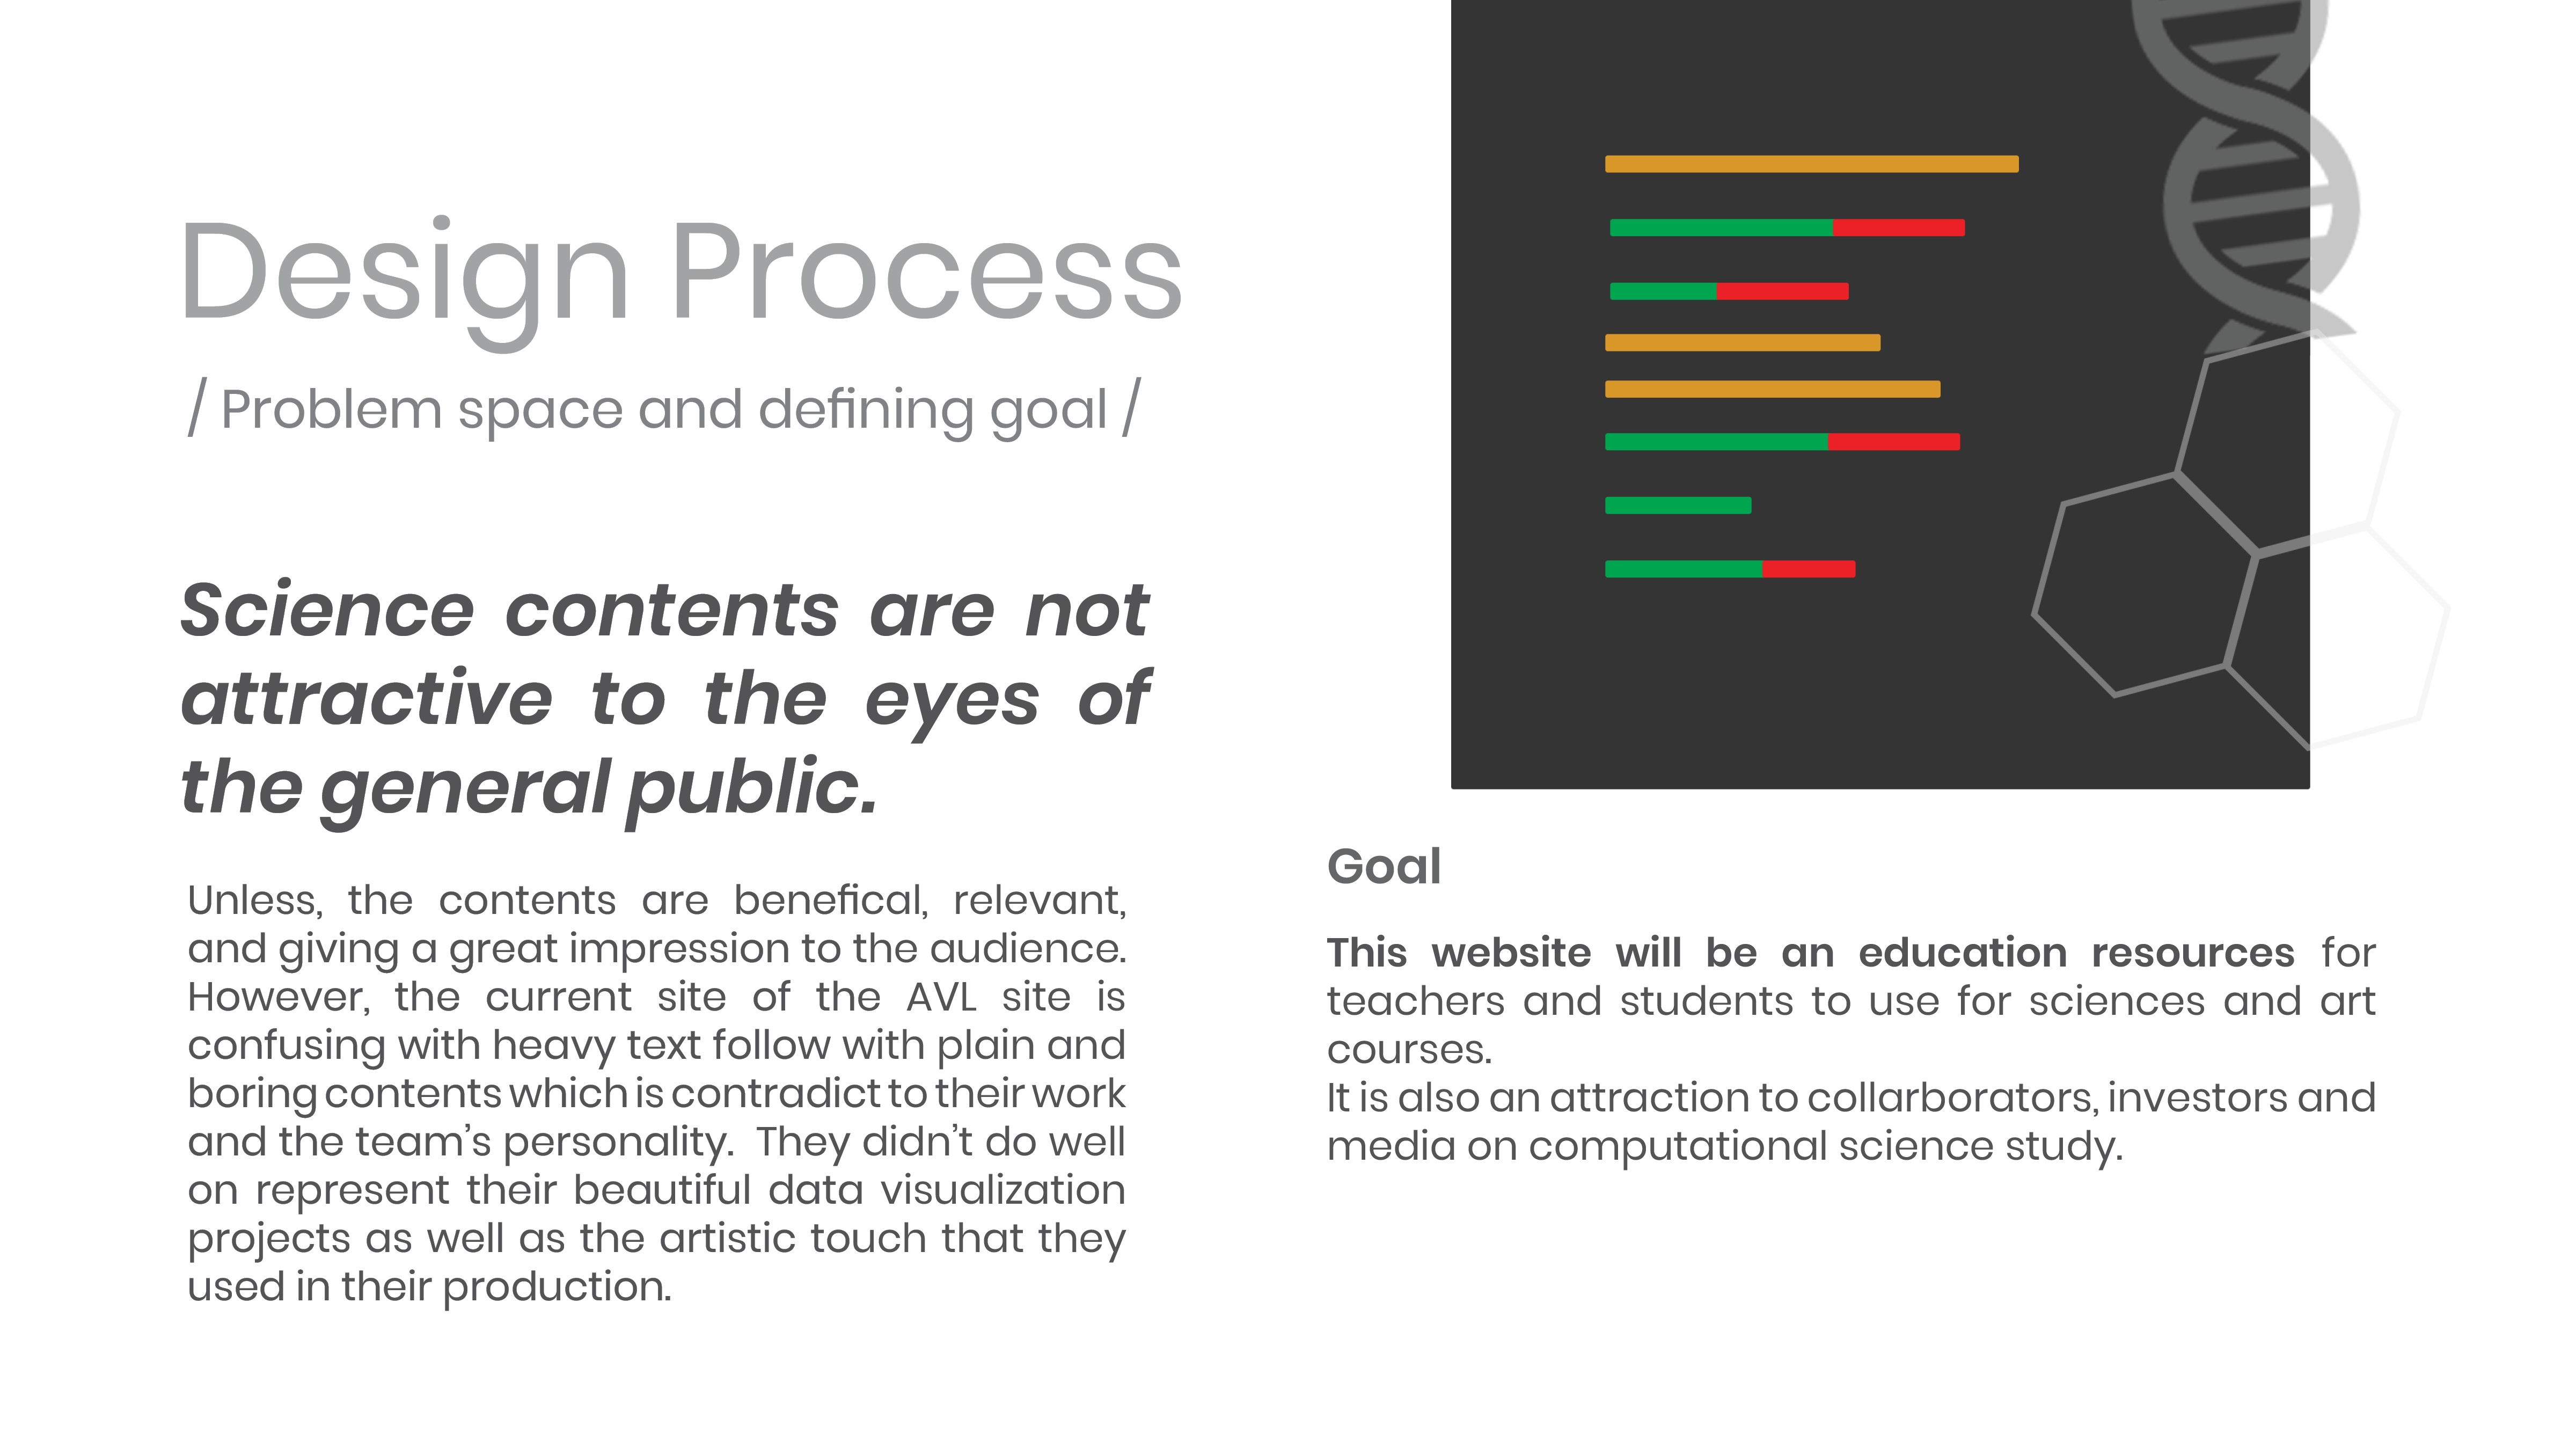 Design Process
/ Problem space and defining goal /
Science contents are not
attractive to the eyes of
the general public.
Unless, the contents are benefical, relevant,
and giving a great impression to the audience.
However, the current site of the AVL site is
confusing with heavy text follow with plain and
boring contents which is contradict to their work
and the team’s personality. They didn’t do well
on represent their beautiful data visualization
projects as well as the artistic touch that they
used in their production.
Goal
This website will be an education resources for
teachers and students to use for sciences and art
courses.
It is also an attraction to collarborators, investors and
media on computational science study.